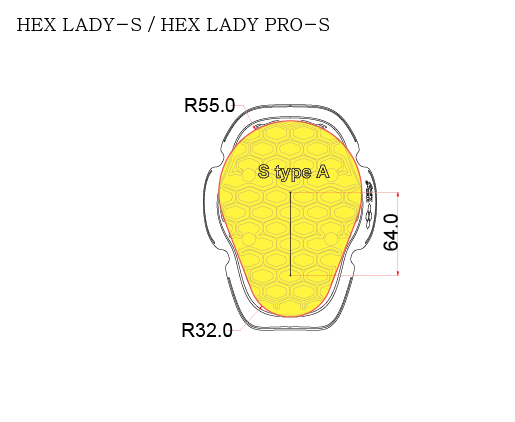 HEX LADY-S / HEX LADY PRO-S
R55.0
S type A
64.0
R32.0